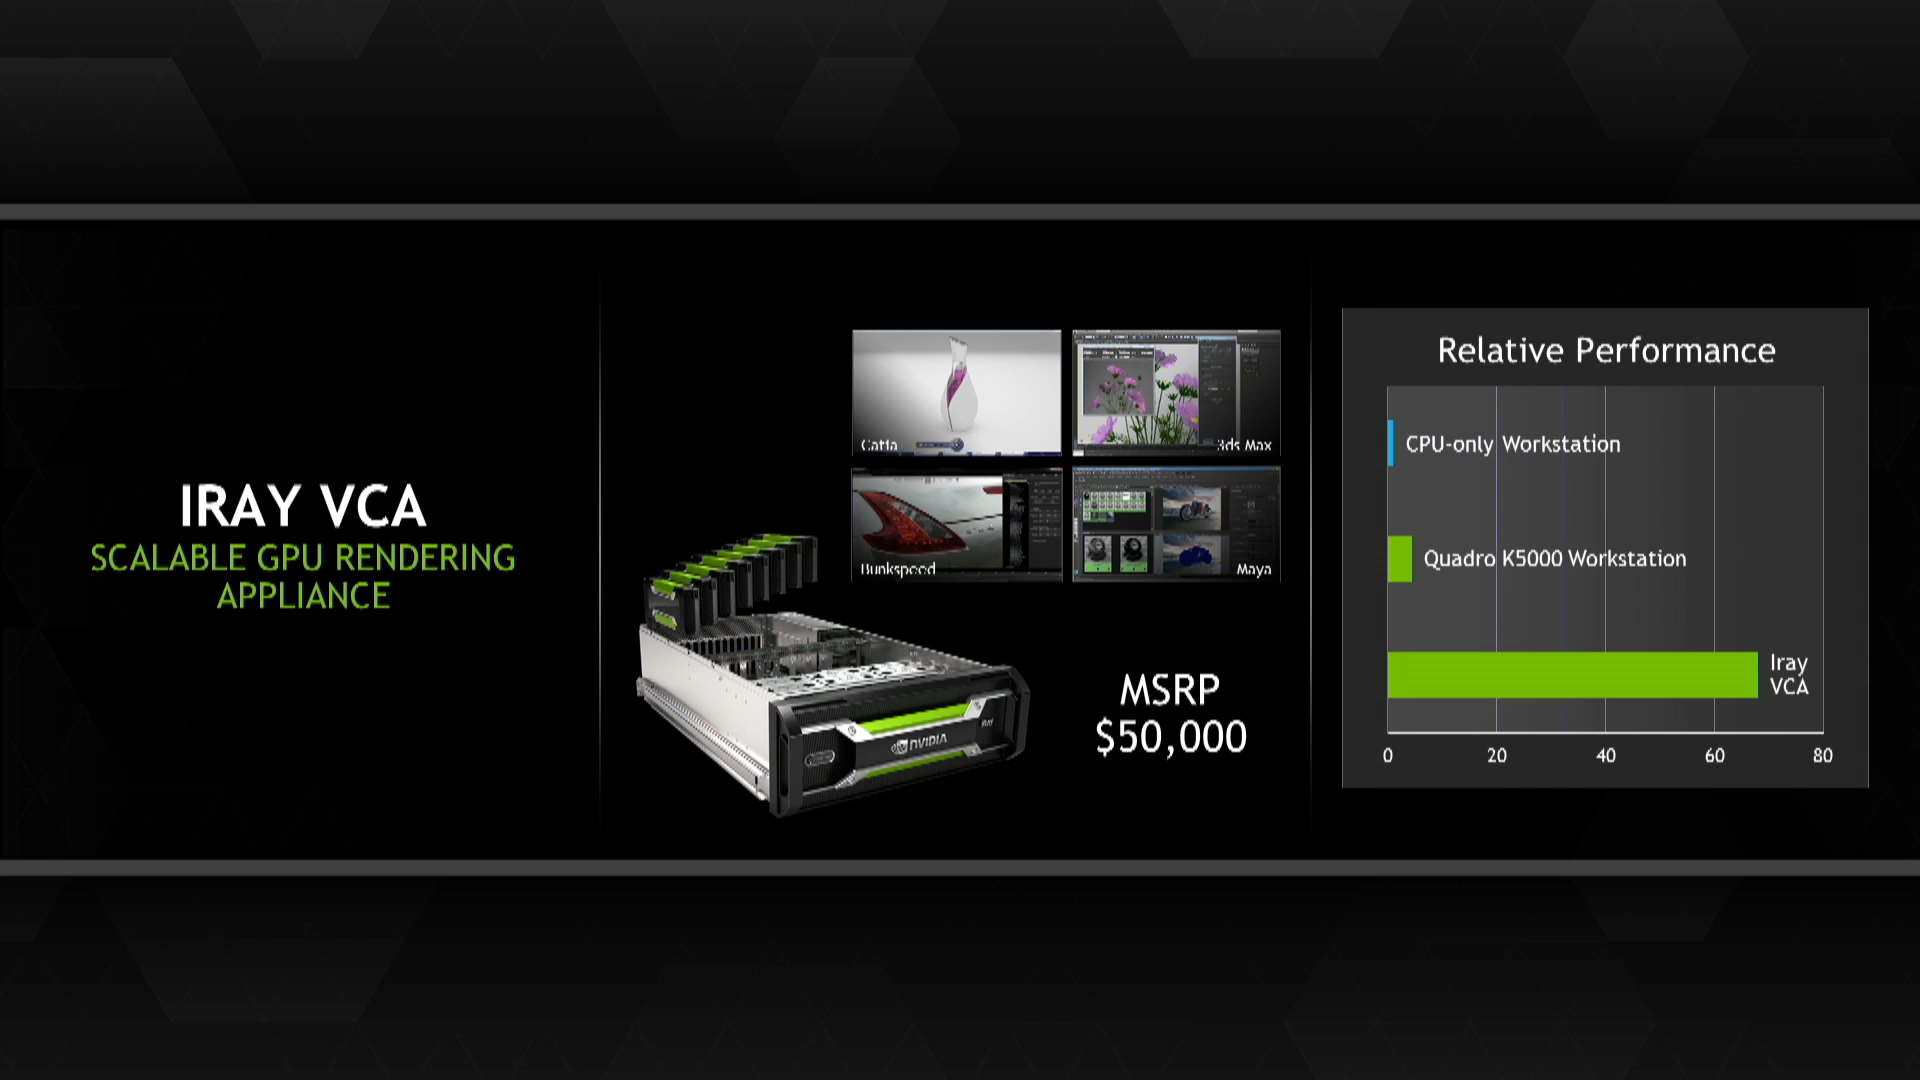 IRAY VCA
SCALABLE GPU RENDERING
APPLIANCE
Catia
3ds Max
Bunkspeed
Maya
NVIDIA
MSRP
$50,000
Relative Performance
CPU-only Workstation
Quadro K5000 Workstation
Iray
VCA
0 20 40 60 80